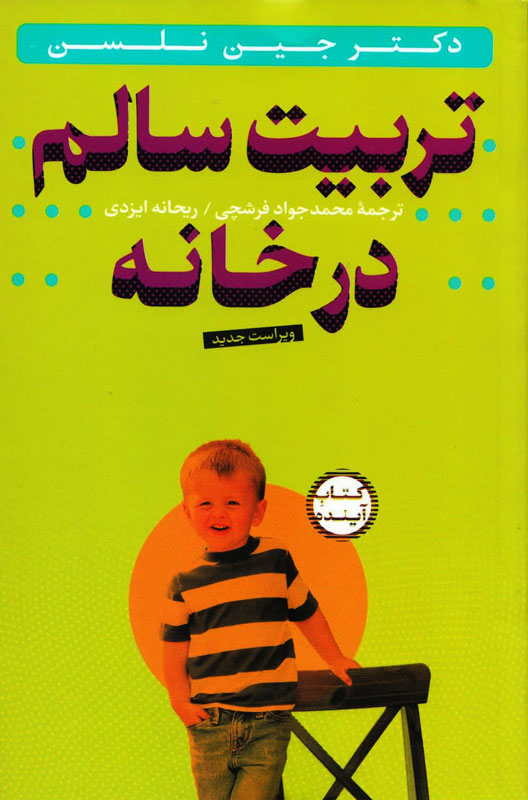 دکتر جین نلسن
تربیت سالم
ترجمهٔ محمدجواد فرشچی / ریحانه ایزدی
در خانه
ویراست جدید
کتاب
آینده